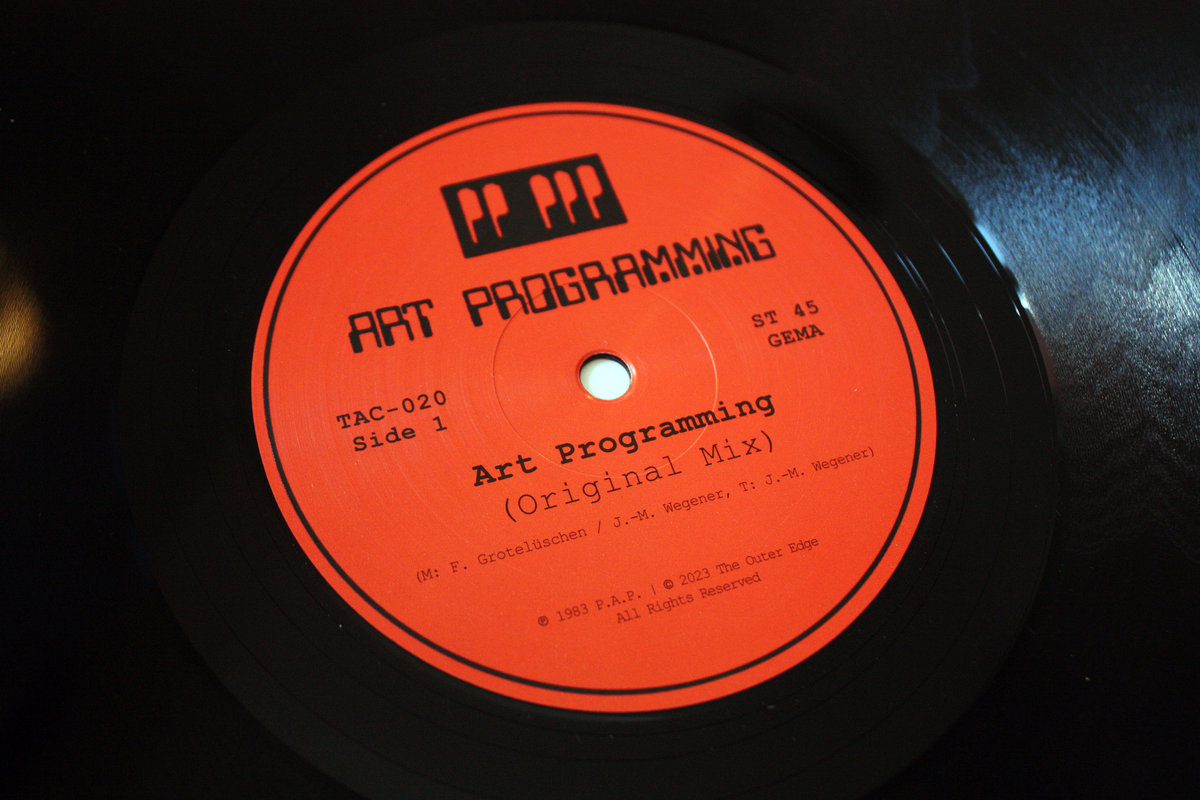 ART PROGRAMMING
ST 45
GEMA
TAC-020
Side 1
Art Programming
(Original Mix)
(M: F. Grotelüschen / J.-M. Wegener, T: J.-M. Wegener)
℗ 1983 P.A.P. | © 2023 The Outer Edge
All Rights Reserved